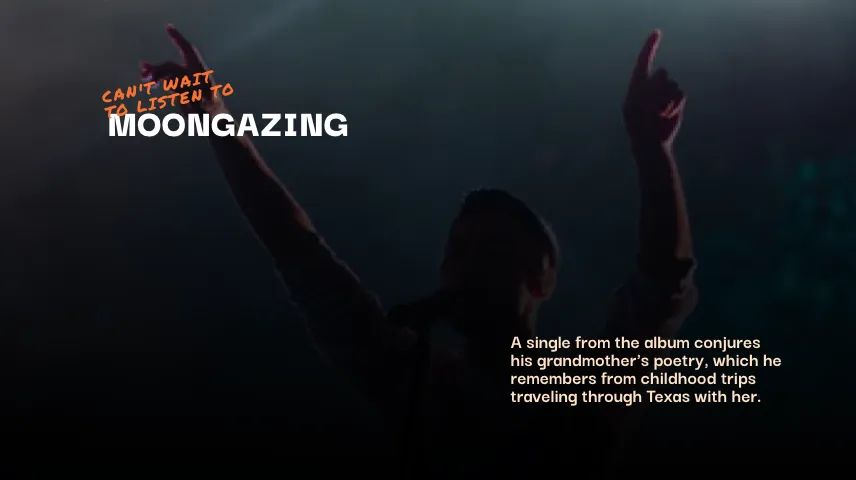 CAN'T WAIT
TO LISTEN TO
MOONGAZING
A single from the album conjures
his grandmother's poetry, which he
remembers from childhood trips
traveling through Texas with her.